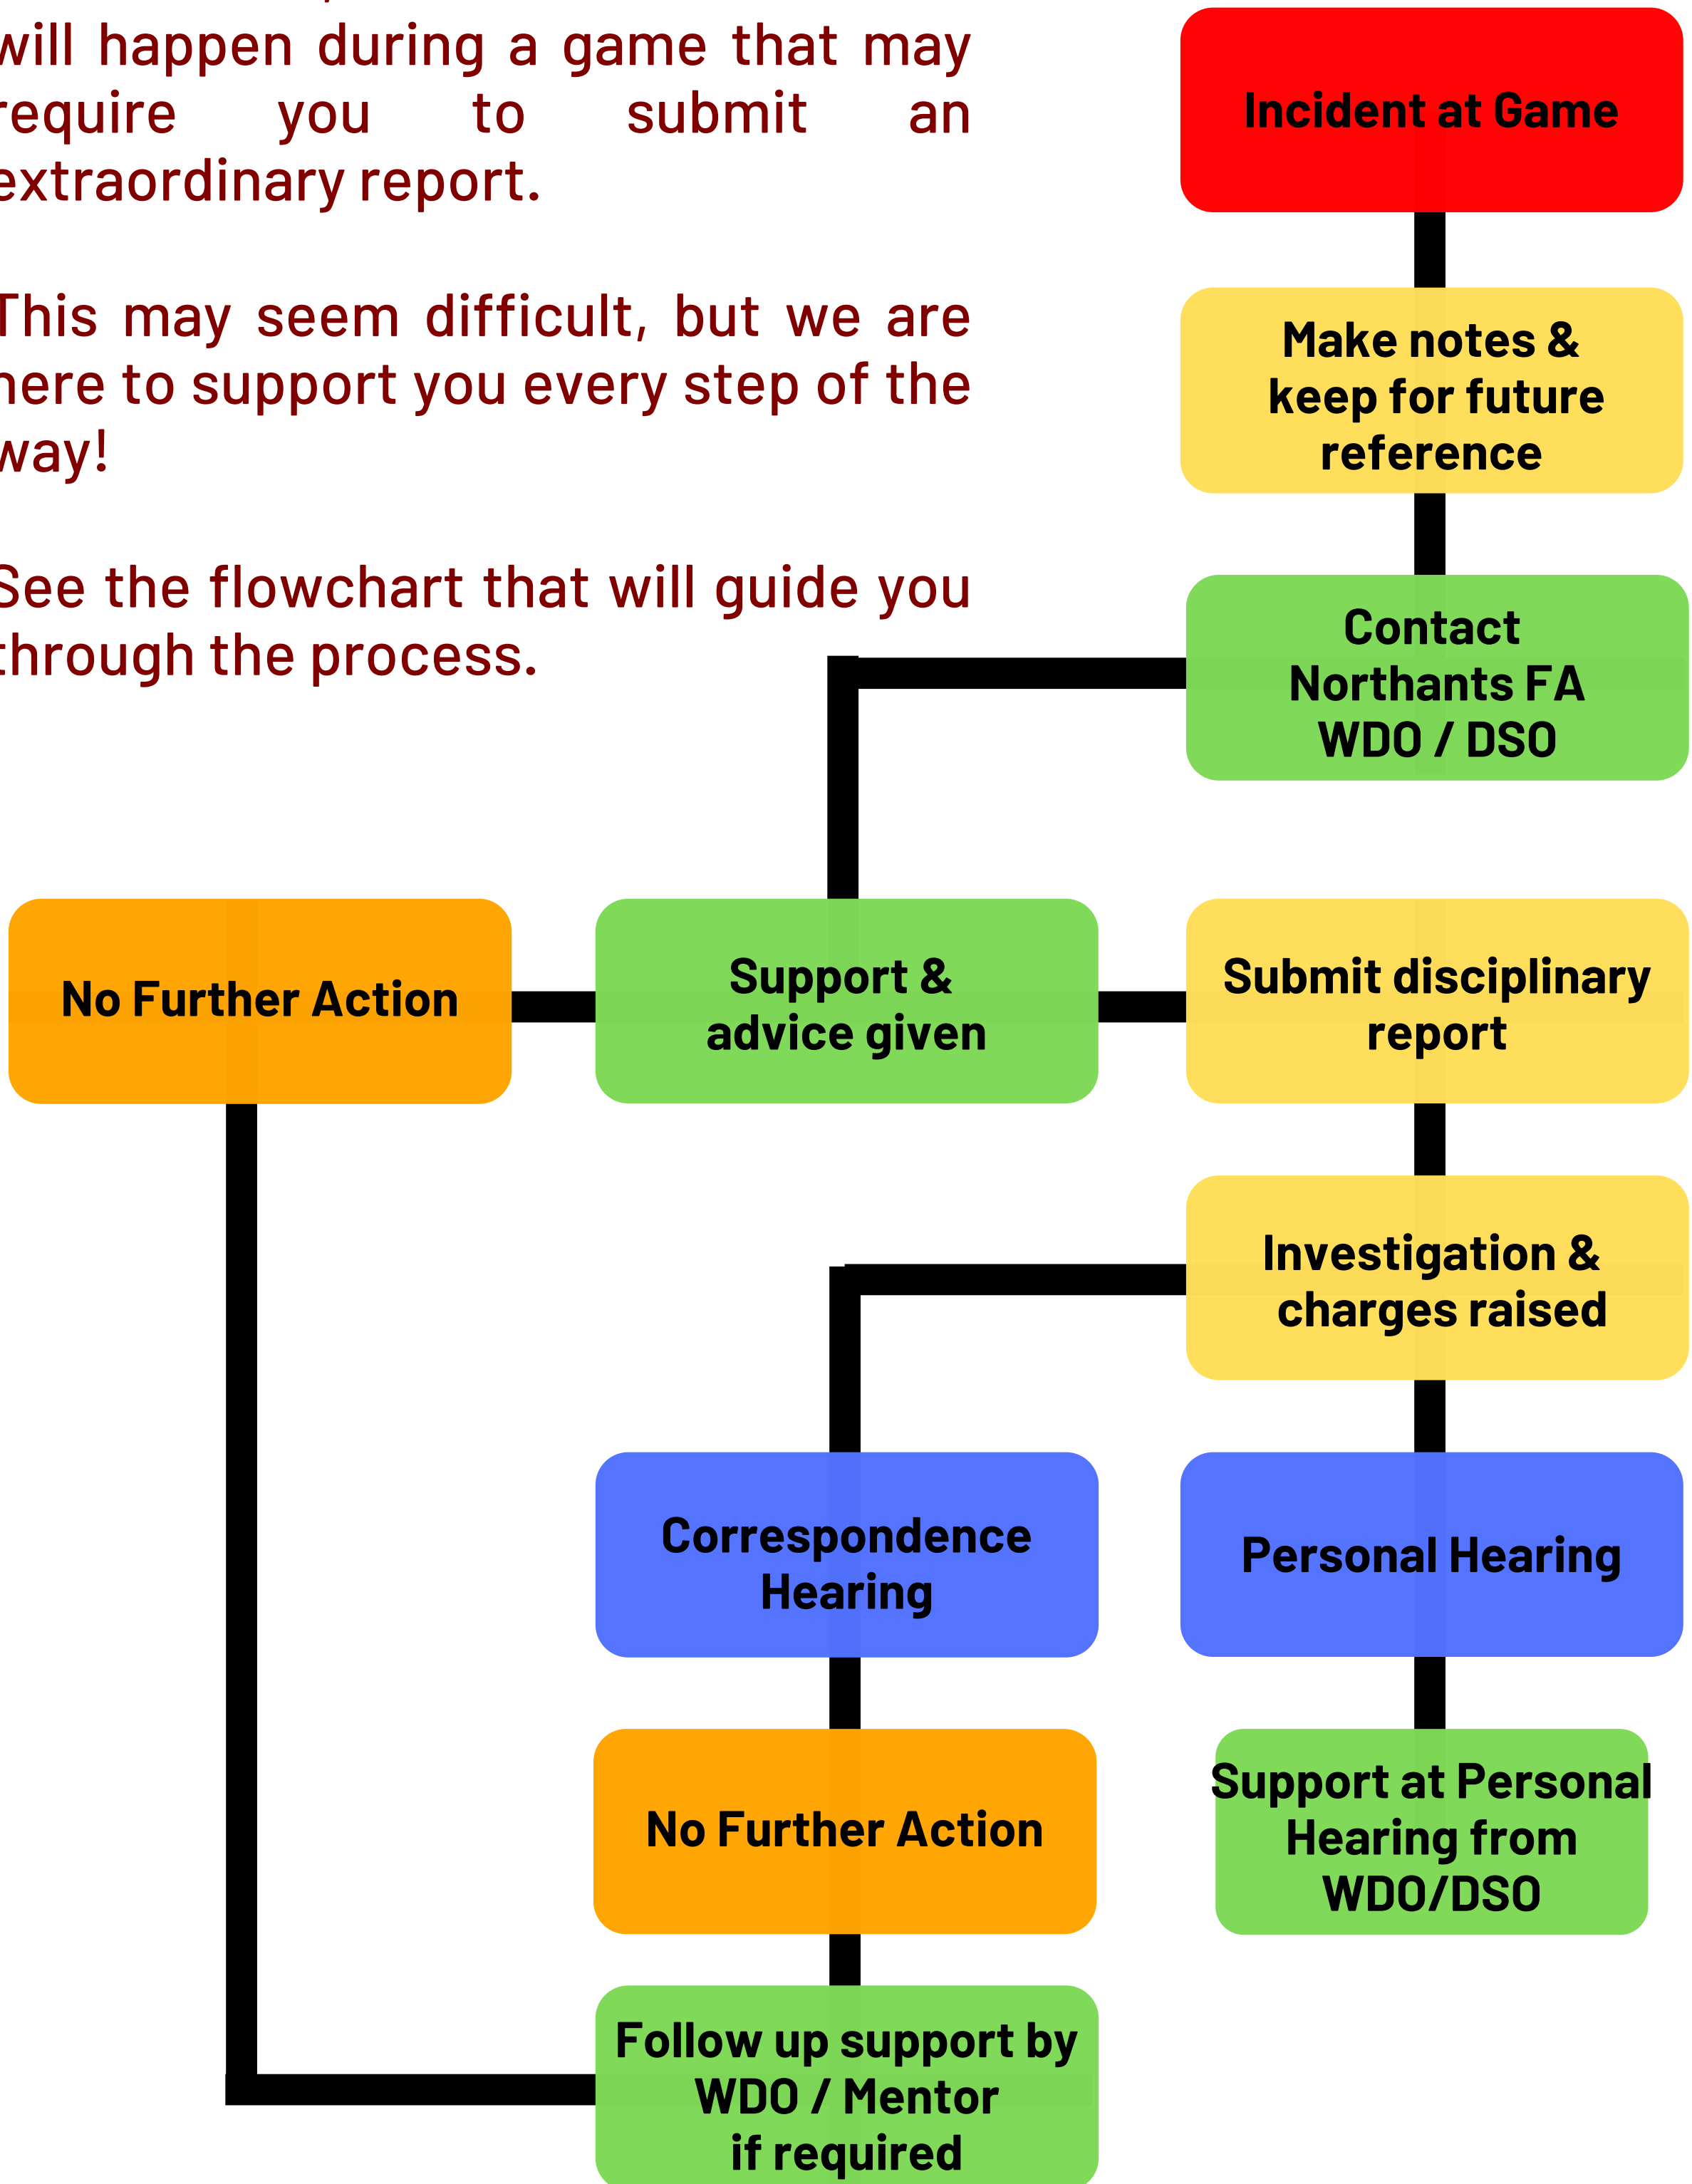 will happen during a game that may
require you to submit an
extraordinary report.
This may seem difficult, but we are
here to support you every step of the
way!
See the flowchart that will guide you
through the process.
Incident at Game
Make notes &
keep for future
reference
Contact
Northants FA
WDO / DSO
No Further Action
Support &
advice given
Submit disciplinary
report
Investigation &
charges raised
Correspondence
Hearing
Personal Hearing
No Further Action
Support at Personal
Hearing from
WDO/DSO
Follow up support by
WDO / Mentor
if required